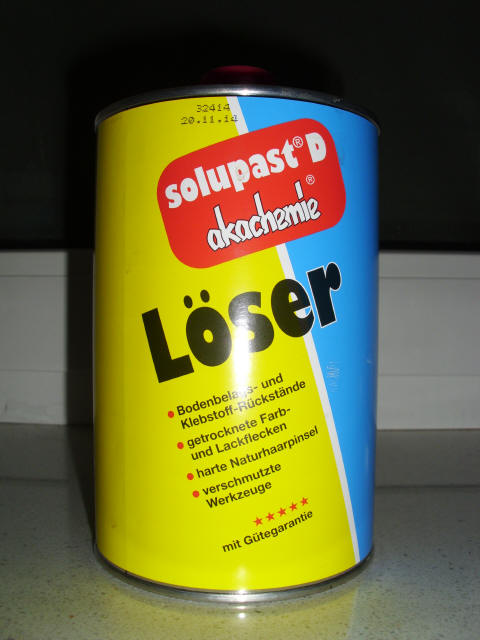 32414
20.11.14
solupast® D
akachemie®
Löser
• Bodenbelags- und
Klebstoff-Rückstände
• getrocknete Farb-
und Lackflecken
• harte Naturhaarpinsel
• verschmutzte
Werkzeuge
★★★★★
mit Gütegarantie